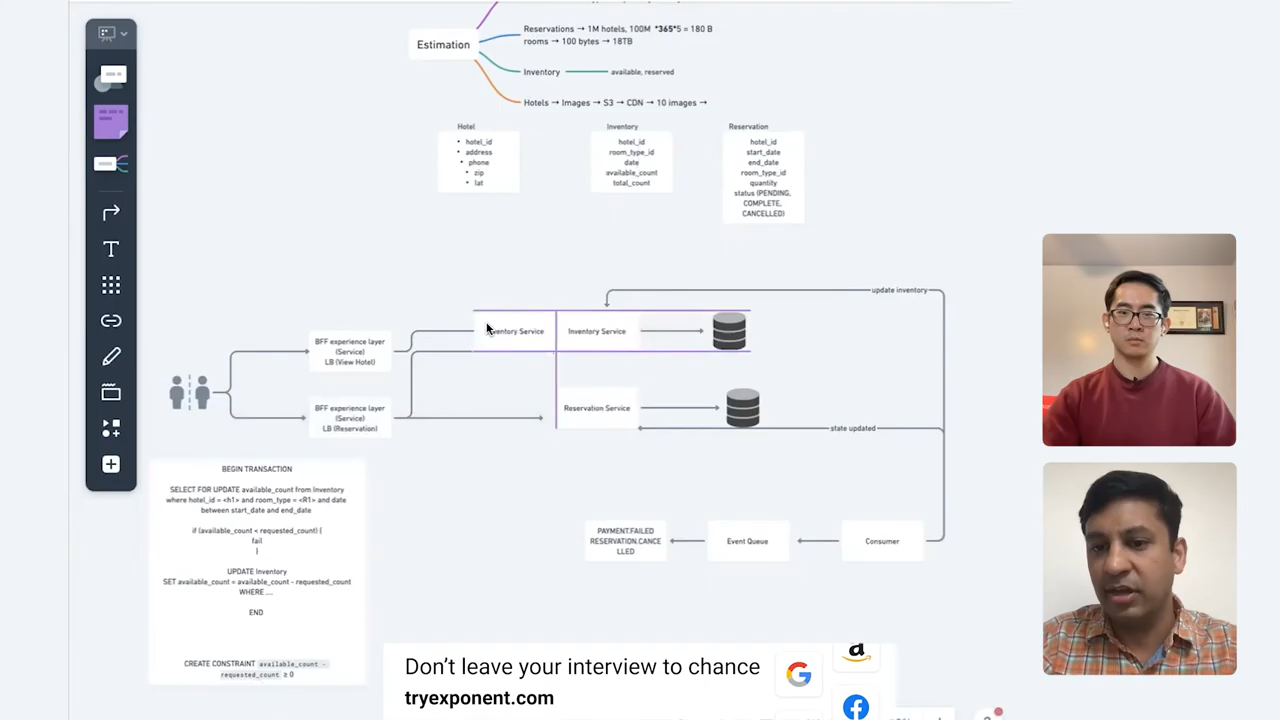 Reservations → 1M hotels, 100M *365*5 = 180 B
rooms → 100 bytes → 18TB
Estimation
Inventory available, reserved
Hotels → Images → S3 → CDN → 10 images →
Hotel
• hotel_id
• address
• phone
• zip
• lat
Inventory
hotel_id
room_type_id
date
available_count
total_count
Reservation
hotel_id
start_date
end_date
room_type_id
quantity
status (PENDING,
COMPLETE,
CANCELLED)
update inventory
BFF experience layer
(Service)
LB (View Hotel)
Inventory Service
Inventory Service
BFF experience layer
(Service)
LB (Reservation)
Reservation Service
state updated
BEGIN TRANSACTION
SELECT FOR UPDATE available_count from Inventory
where hotel_id = <h1> and room_type = <R1> and date
between start_date and end_date
if (available_count < requested_count) {
fail
}
UPDATE Inventory
SET available_count = available_count - requested_count
WHERE ....
END
CREATE CONSTRAINT available_count -
requested_count ≥ 0
PAYMENT.FAILED
RESERVATION.CANCE
LLED
Event Queue
Consumer
Don't leave your interview to chance
tryexponent.com